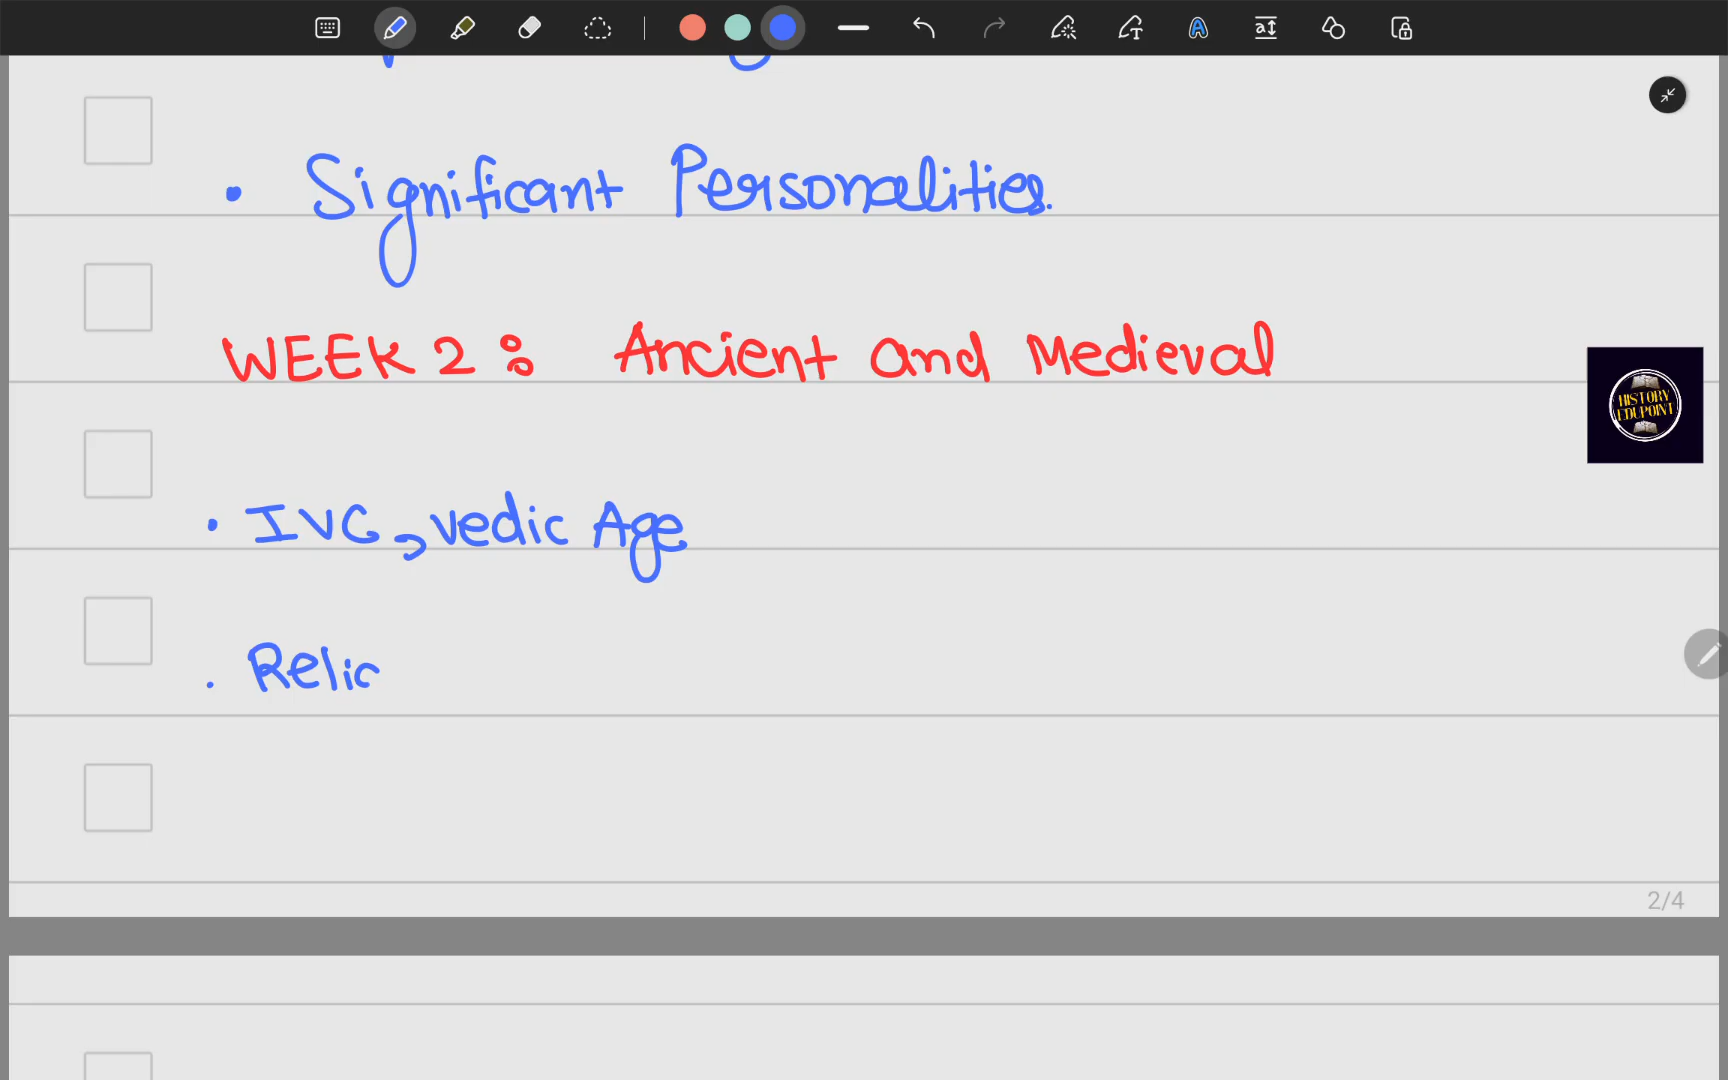 • Significant Personalities.
WEEK 2 : Ancient and Medieval
HISTORY
EDUPOINT
• IVC, Vedic Age
. Relic
2/4